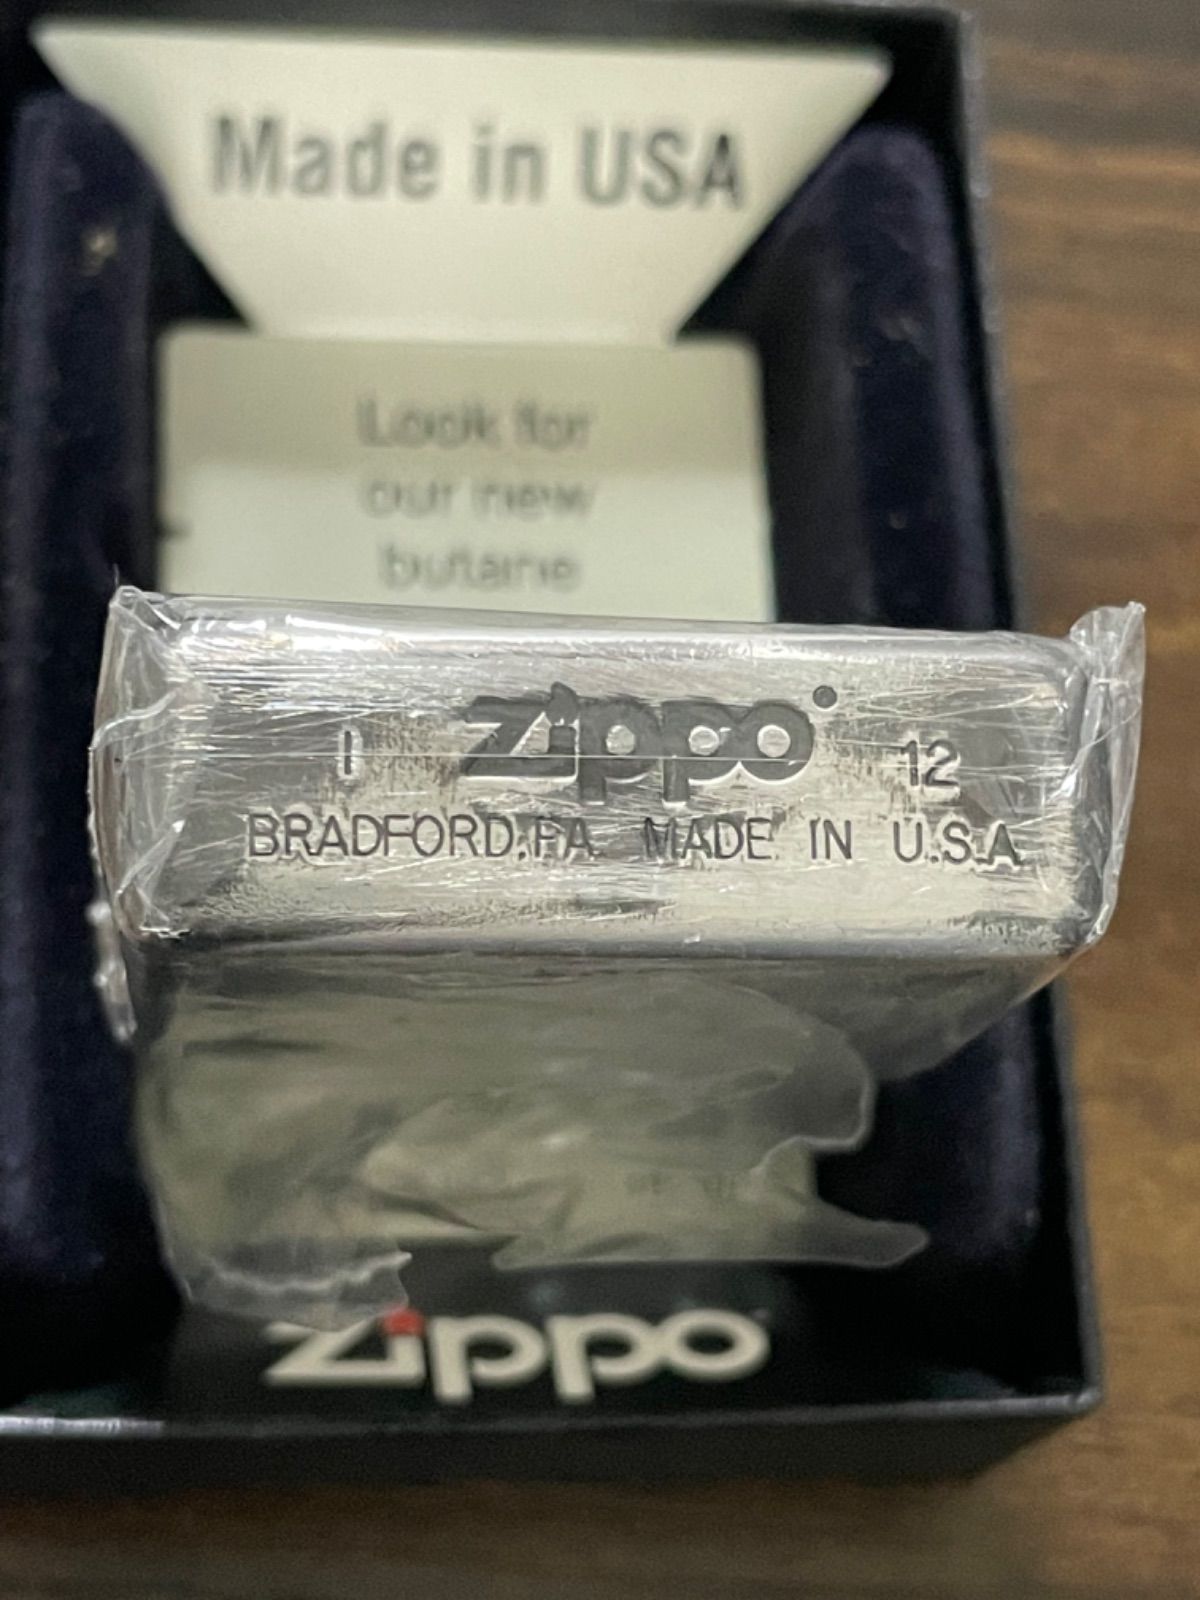 Made in USA
Look for
our new
butane
zippo
I 12
BRADFORD, PA. MADE IN U.S.A
zippo